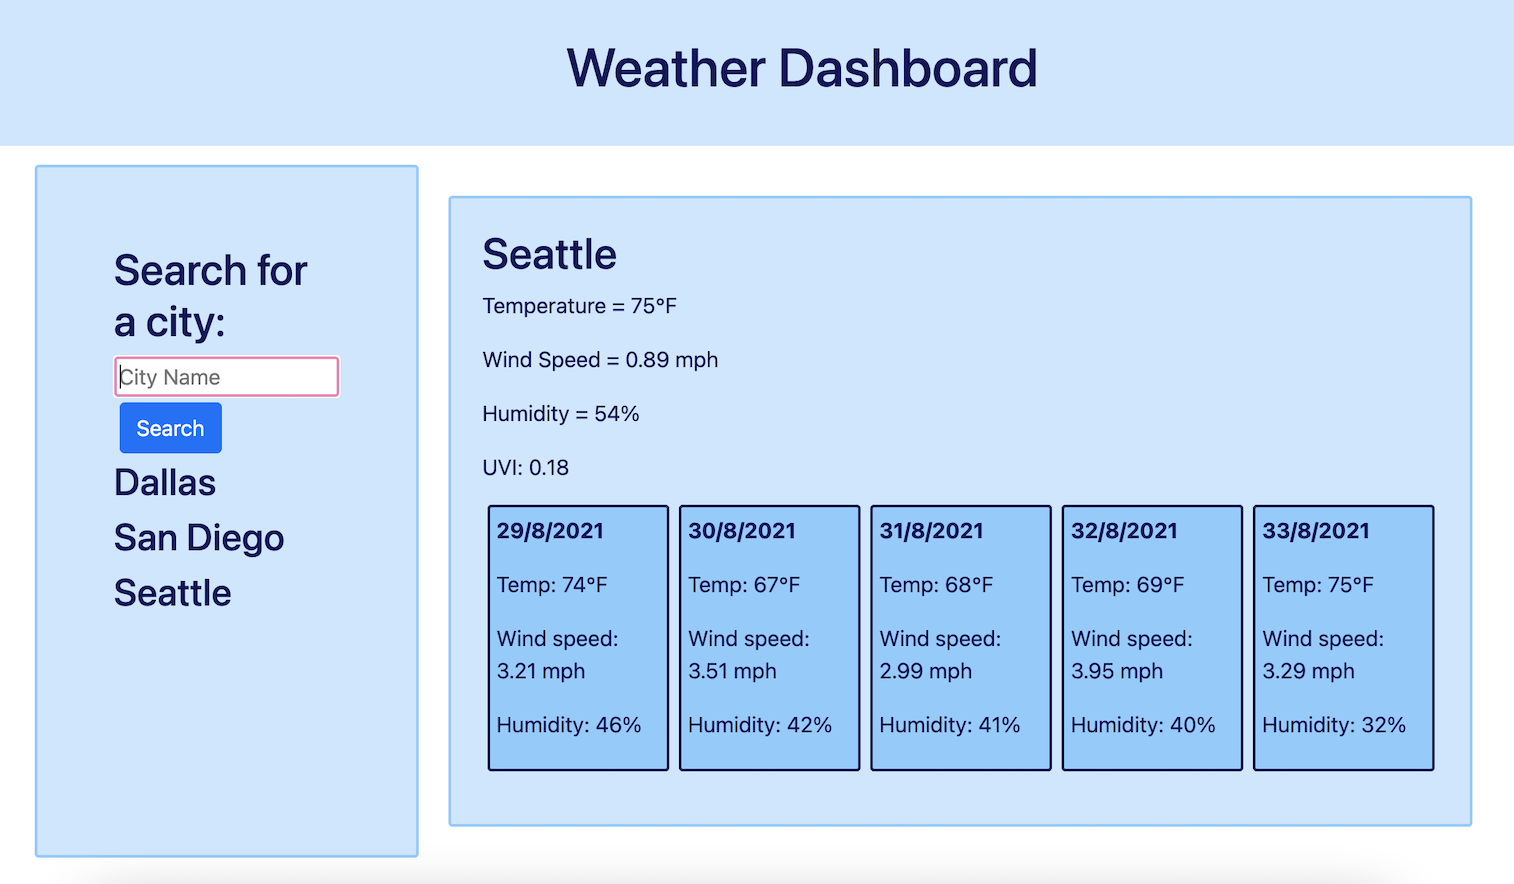 Weather Dashboard
Search for
a city:
City Name
Search
Dallas
San Diego
Seattle
Seattle
Temperature = 75°F
Wind Speed = 0.89 mph
Humidity = 54%
UVI: 0.18
29/8/2021
Temp: 74°F
Wind speed:
3.21 mph
Humidity: 46%
30/8/2021
Temp: 67°F
Wind speed:
3.51 mph
Humidity: 42%
31/8/2021
Temp: 68°F
Wind speed:
2.99 mph
Humidity: 41%
32/8/2021
Temp: 69°F
Wind speed:
3.95 mph
Humidity: 40%
33/8/2021
Temp: 75°F
Wind speed:
3.29 mph
Humidity: 32%